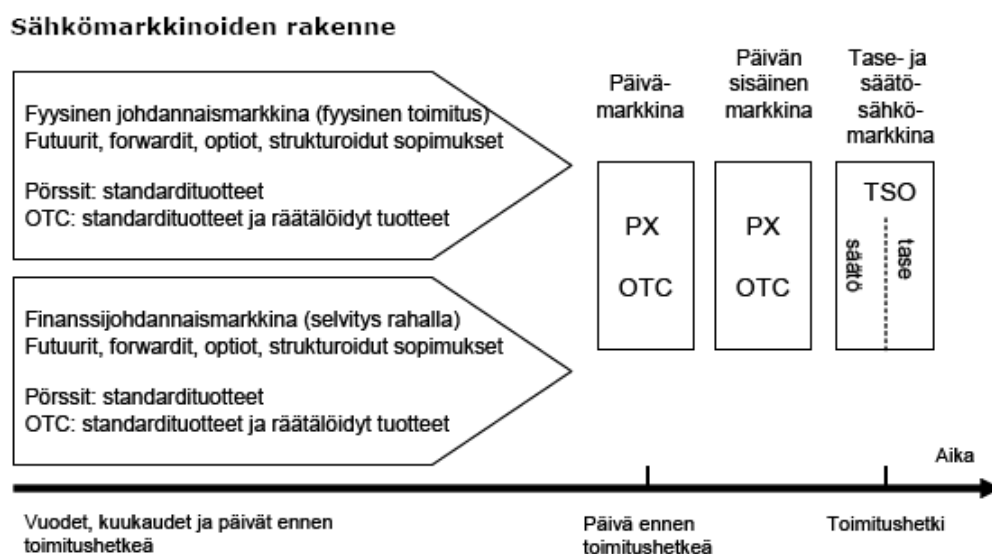 Sähkömarkkinoiden rakenne
Fyysinen johdannaismarkkina (fyysinen toimitus)
Futuurit, forwardit, optiot, strukturoidut sopimukset
Pörssit: standardituotteet
OTC: standardituotteet ja räätälöidyt tuotteet
Finanssijohdannaismarkkina (selvitys rahalla)
Futuurit, forwardit, optiot, strukturoidut sopimukset
Pörssit: standardituotteet
OTC: standardituotteet ja räätälöidyt tuotteet
Päivä-
markkina
PX
OTC
Päivän
sisäinen
markkina
PX
OTC
Tase- ja
säätö-
sähkö-
markkina
TSO
säätö
tase
Aika
Vuodet, kuukaudet ja päivät ennen
toimitushetkeä
Päivä ennen
toimitushetkeä
Toimitushetki